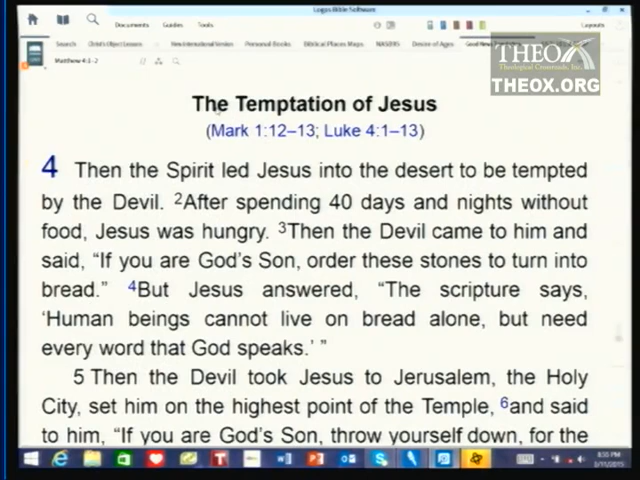 Logos Bible Software
Documents Guides Tools
Layouts
Search Christ's Object Lessons New International Version Personal Books Biblical Places Maps NASB95 Desire of Ages
Matthew 4:1-2
THEOX
Theological Crossroads, Inc.
THEOX.ORG
The Temptation of Jesus
(Mark 1:12–13; Luke 4:1–13)
4 Then the Spirit led Jesus into the desert to be tempted
by the Devil. 2After spending 40 days and nights without
food, Jesus was hungry. 3Then the Devil came to him and
said, “If you are God’s Son, order these stones to turn into
bread.” 4But Jesus answered, “The scripture says,
‘Human beings cannot live on bread alone, but need
every word that God speaks.’ ”
5 Then the Devil took Jesus to Jerusalem, the Holy
City, set him on the highest point of the Temple, 6and said
to him, “If you are God’s Son, throw yourself down, for the